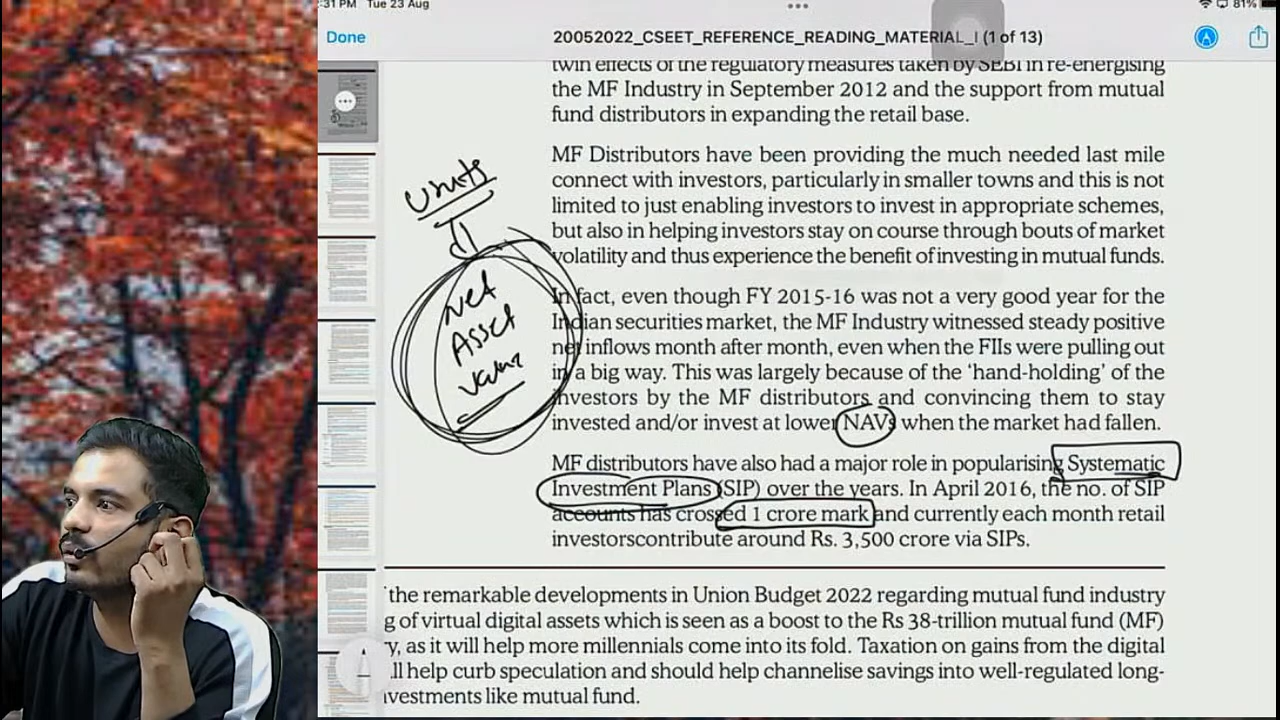 :31 PM Tue 23 Aug
81%
Done
20052022_CSEET_REFERENCE_READING_MATERIAL_I (1 of 13)
twin effects of the regulatory measures taken by SEBI in re-energising
the MF Industry in September 2012 and the support from mutual
fund distributors in expanding the retail base.
MF Distributors have been providing the much needed last mile
connect with investors, particularly in smaller towns and this is not
limited to just enabling investors to invest in appropriate schemes,
but also in helping investors stay on course through bouts of market
volatility and thus experience the benefit of investing in mutual funds.
units
Net
Asset
Value
In fact, even though FY 2015-16 was not a very good year for the
Indian securities market, the MF Industry witnessed steady positive
net inflows month after month, even when the FIIs were pulling out
in a big way. This was largely because of the 'hand-holding' of the
investors by the MF distributors and convincing them to stay
invested and/or invest at lower NAVs when the market had fallen.
MF distributors have also had a major role in popularising Systematic
Investment Plans (SIP) over the years. In April 2016, the no. of SIP
accounts has crossed 1 crore mark and currently each month retail
investorscontribute around Rs. 3,500 crore via SIPs.
the remarkable developments in Union Budget 2022 regarding mutual fund industry
g of virtual digital assets which is seen as a boost to the Rs 38-trillion mutual fund (MF)
ry, as it will help more millennials come into its fold. Taxation on gains from the digital
ll help curb speculation and should help channelise savings into well-regulated long-
nvestments like mutual fund.